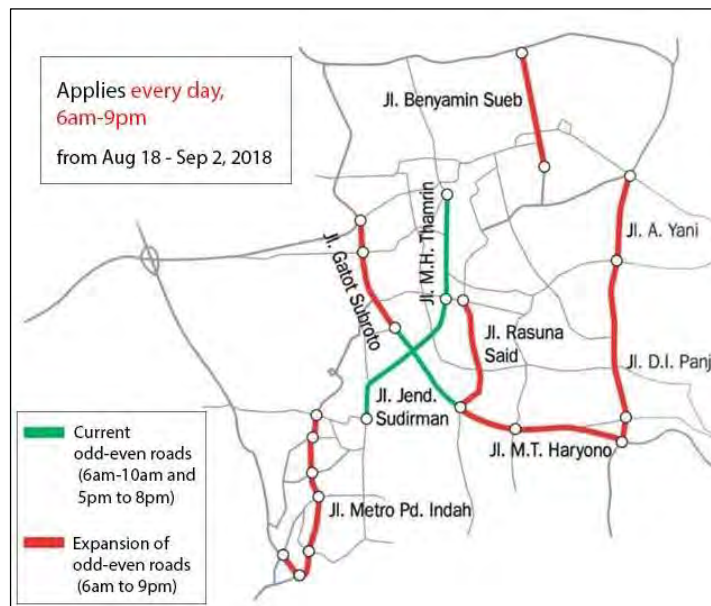 Applies every day,
6am-9pm
from Aug 18 - Sep 2, 2018
Jl. Benyamin Sueb
Jl. M.H. Thamrin
Jl. A. Yani
Jl. Gatot Subroto
Jl. Rasuna
Said
Jl. D.I. Panj
Jl. Jend.
Sudirman
Jl. M.T. Haryono
Jl. Metro Pd. Indah
Current
odd-even roads
(6am-10am and
5pm to 8pm)
Expansion of
odd-even roads
(6am to 9pm)